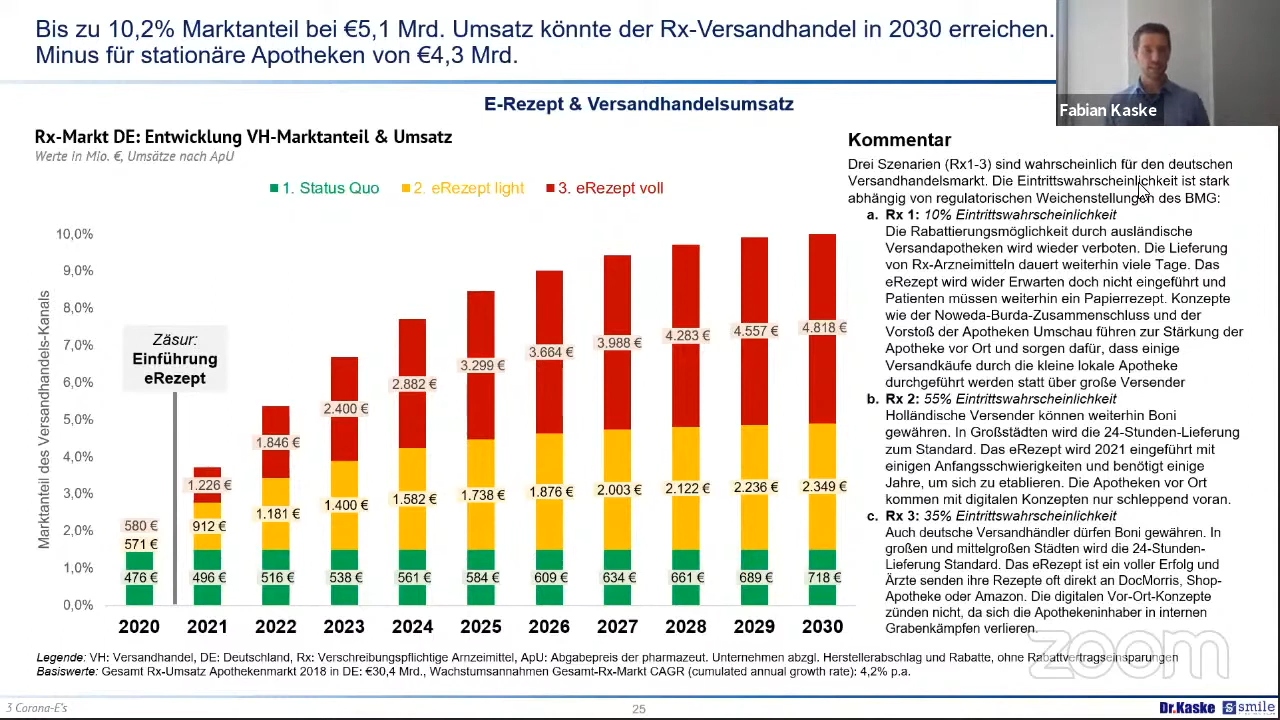 Bis zu 10,2% Marktanteil bei €5,1 Mrd. Umsatz könnte der Rx-Versandhandel in 2030 erreichen.
Minus für stationäre Apotheken von €4,3 Mrd.
Fabian Kaske
E-Rezept & Versandhandelsumsatz
Rx-Markt DE: Entwicklung VH-Marktanteil & Umsatz
Werte in Mio. €, Umsätze nach ApU
1. Status Quo 2. eRezept light 3. eRezept voll
Marktanteil des Versandhandels-Kanals
10,0%
9,0%
8,0%
7,0%
6,0%
5,0%
4,0%
3,0%
2,0%
1,0%
0,0%
Zäsur:
Einführung
eRezept
580 € 1.226 € 1.846 € 2.400 € 2.882 € 3.299 € 3.664 € 3.988 € 4.283 € 4.557 € 4.818 €
571 € 912 € 1.181 € 1.400 € 1.582 € 1.738 € 1.876 € 2.003 € 2.122 € 2.236 € 2.349 €
476 € 496 € 516 € 538 € 561 € 584 € 609 € 634 € 661 € 689 € 718 €
2020 2021 2022 2023 2024 2025 2026 2027 2028 2029 2030
Kommentar
Drei Szenarien (Rx1-3) sind wahrscheinlich für den deutschen
Versandhandelsmarkt. Die Eintrittswahrscheinlichkeit ist stark
abhängig von regulatorischen Weichenstellungen des BMG:
a. Rx 1: 10% Eintrittswahrscheinlichkeit
Die Rabattierungsmöglichkeit durch ausländische
Versandapotheken wird wieder verboten. Die Lieferung
von Rx-Arzneimitteln dauert weiterhin viele Tage. Das
eRezept wird wider Erwarten doch nicht eingeführt und
Patienten müssen weiterhin ein Papierrezept. Konzepte
wie der Noweda-Burda-Zusammenschluss und der
Vorstoß der Apotheken Umschau führen zur Stärkung der
Apotheke vor Ort und sorgen dafür, dass einige
Versandkäufe durch die kleine lokale Apotheke
durchgeführt werden statt über große Versender
b. Rx 2: 55% Eintrittswahrscheinlichkeit
Holländische Versender können weiterhin Boni
gewähren. In Großstädten wird die 24-Stunden-Lieferung
zum Standard. Das eRezept wird 2021 eingeführt mit
einigen Anfangsschwierigkeiten und benötigt einige
Jahre, um sich zu etablieren. Die Apotheken vor Ort
kommen mit digitalen Konzepten nur schleppend voran.
c. Rx 3: 35% Eintrittswahrscheinlichkeit
Auch deutsche Versandhändler dürfen Boni gewähren. In
großen und mittelgroßen Städten wird die 24-Stunden-
Lieferung Standard. Das eRezept ist ein voller Erfolg und
Ärzte senden ihre Rezepte oft direkt an DocMorris, Shop-
Apotheke oder Amazon. Die digitalen Vor-Ort-Konzepte
zünden nicht, da sich die Apothekeninhaber in internen
Grabenkämpfen verlieren.
zoom
Legende: VH: Versandhandel, DE: Deutschland, Rx: Verschreibungspflichtige Arnzeimittel, ApU: Abgabepreis der pharmazeut. Unternehmen abzgl. Herstellerabschlag und Rabatte, ohne Rabattvertragseinsparungen
Basiswerte: Gesamt Rx-Umsatz Apothekenmarkt 2018 in DE: €30,4 Mrd., Wachstumsannahmen Gesamt-Rx-Markt CAGR (cumulated annual growth rate): 4,2% p.a.
3 Corona-E's
25
Dr.Kaske
smile